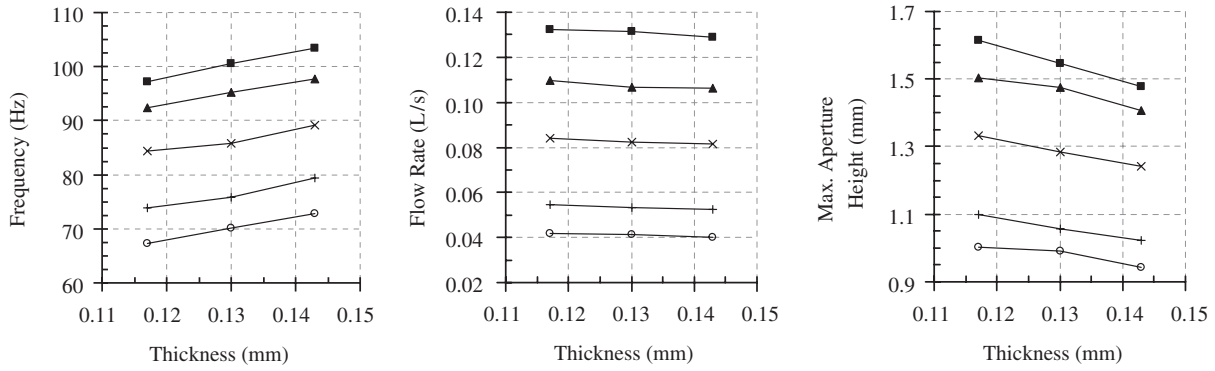 Frequency (Hz)
110
100
90
80
70
60
0.11 0.12 0.13 0.14 0.15
Thickness (mm)
Flow Rate (L/s)
0.14
0.12
0.10
0.08
0.06
0.04
0.02
0.11 0.12 0.13 0.14 0.15
Thickness (mm)
Max. Aperture
Height (mm)
1.7
1.5
1.3
1.1
0.9
0.11 0.12 0.13 0.14 0.15
Thickness (mm)